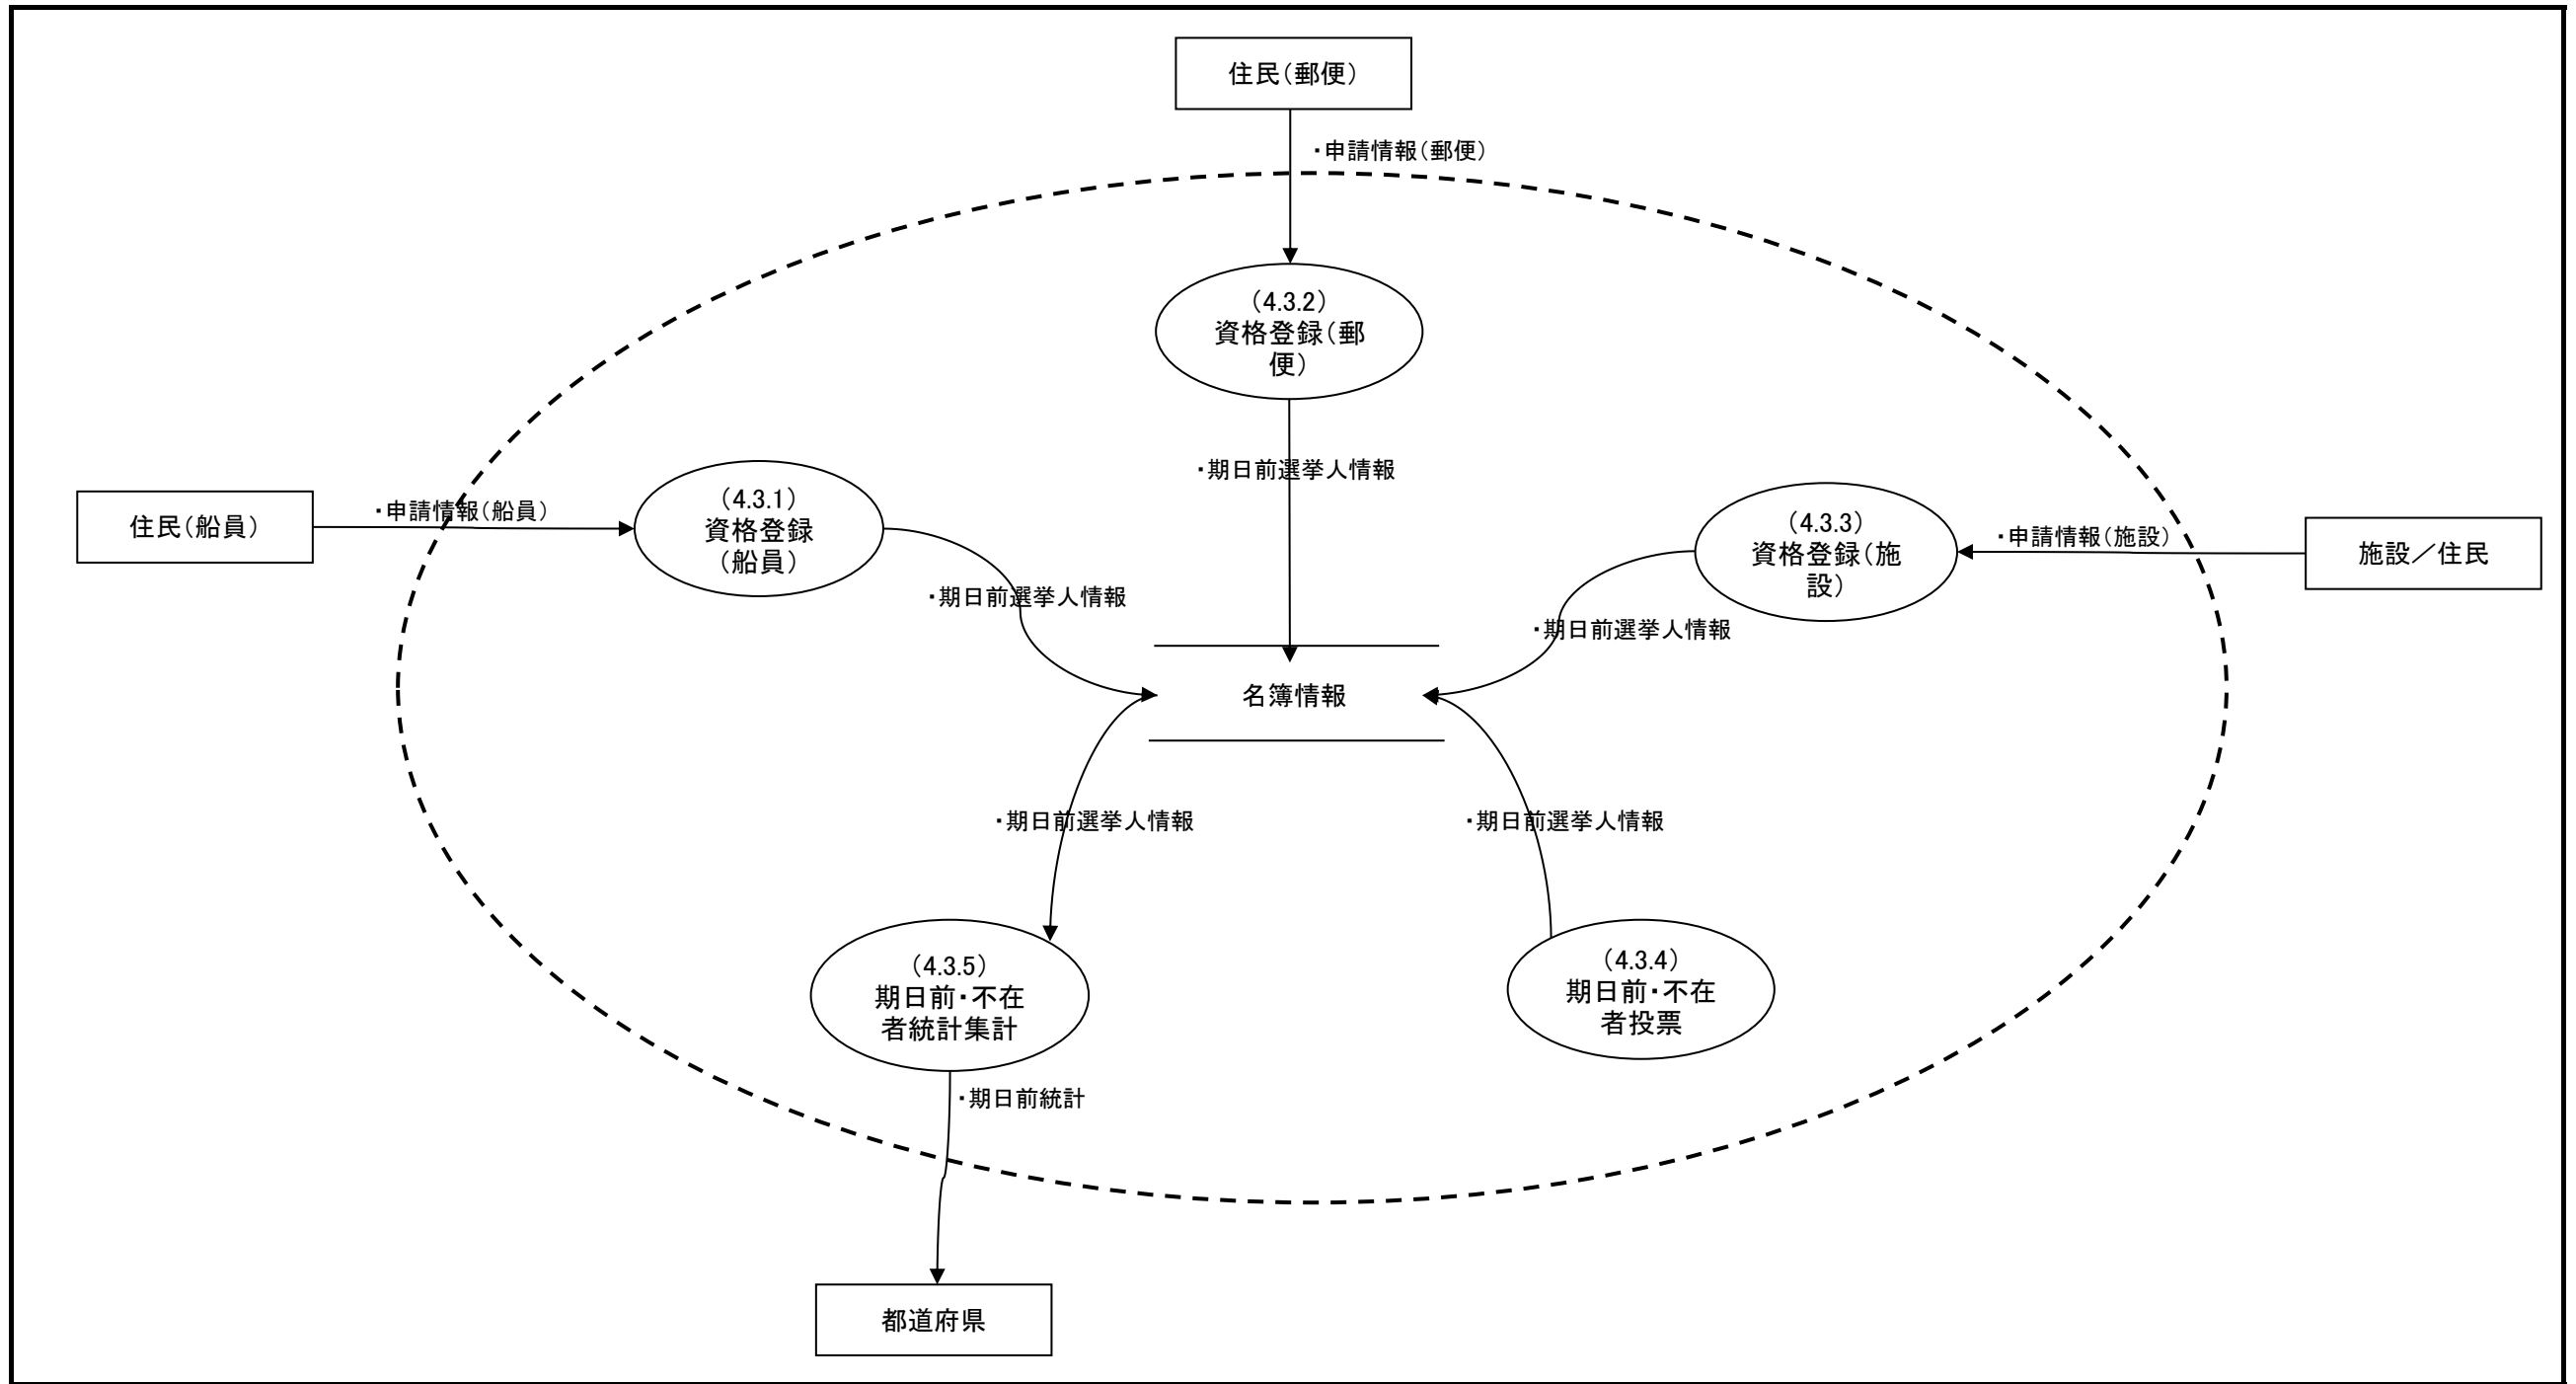 住民（郵便）
・申請情報（郵便）
（4.3.2）
資格登録（郵
便）
・期日前選挙人情報
住民（船員）
・申請情報（船員）
（4.3.1）
資格登録
（船員）
・期日前選挙人情報
（4.3.3）
資格登録（施
設）
・申請情報（施設）
施設／住民
・期日前選挙人情報
名簿情報
・期日前選挙人情報
・期日前選挙人情報
（4.3.5）
期日前・不在
者統計集計
（4.3.4）
期日前・不在
者投票
・期日前統計
都道府県